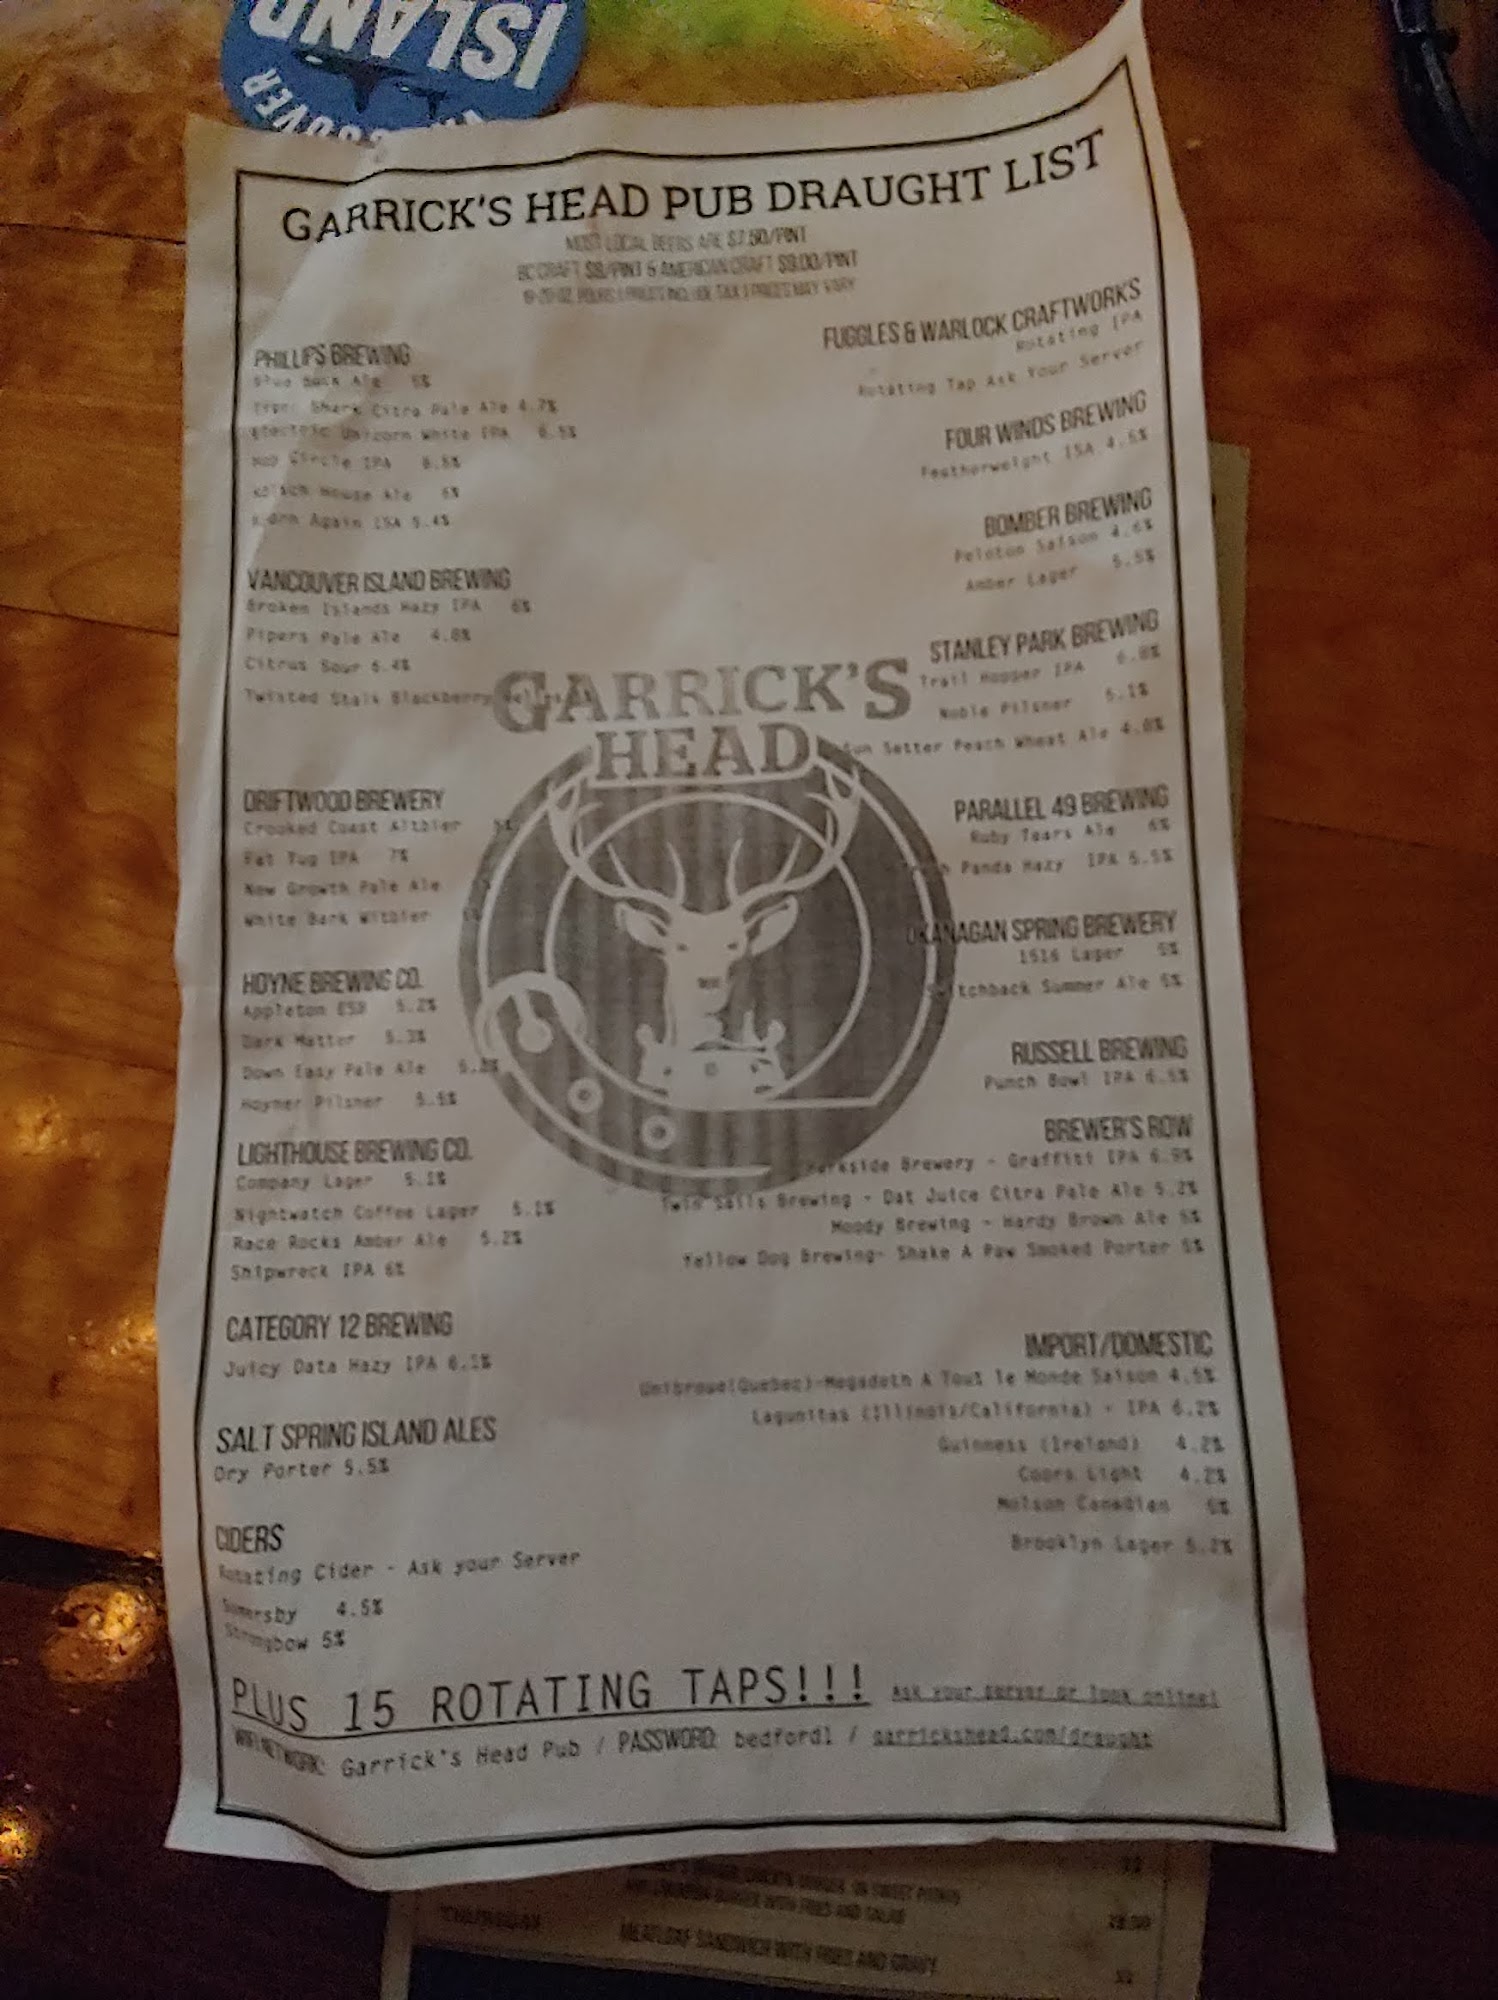 VANCOUVER
ISLAND
GARRICK'S HEAD PUB DRAUGHT LIST
MOST LOCAL BEERS ARE $7.50/PINT
BC CRAFT $8/PINT & AMERICAN CRAFT $9.00/PINT
PHILLIPS BREWING
Blue Buck Ale 5%
Tiger Shark Citra Pale Ale 4.7%
Electric Unicorn White IPA 6.5%
Hop Circle IPA 6.5%
Kolsch House Ale
Again ISA 5.4%
VANCOUVER ISLAND BREWING
Broken Islands Hazy IPA 6%
Pipers Pale Ale 4.8%
Citrus Sour 5.4%
Twisted Stalk Blackberry
DRIFTWOOD BREWERY
Crooked Coast Altbier 5%
Fat Tug IPA 7%
New Growth Pale Ale
White Bark Witbier
HOYNE BREWING CO.
Appleton ESB 5.2%
Dark Matter 5.3%
Down Easy Pale Ale
Hoyner Pilsner 5.5%
LIGHTHOUSE BREWING CO.
Company Lager 5.1%
Nightwatch Coffee Lager 5.1%
Race Rocks Amber Ale 5.2%
Shipwreck IPA 6%
CATEGORY 12 BREWING
Juicy Data Hazy IPA 6.1%
SALT SPRING ISLAND ALES
Dry Porter 5.5%
CIDERS
Rotating Cider - Ask your Server
Somersby 4.5%
Strongbow 5%
FUGGLES & WARLOCK CRAFTWORKS
Rotating IPA
Rotating Tap Ask Your Server
FOUR WINDS BREWING
Featherweight ISA 4.5%
BOMBER BREWING
Peloton Saison 4.6%
Amber Lager 5.5%
STANLEY PARK BREWING
Trail Hopper IPA
Noble Pilsner 5.1%
Sun Setter Peach Wheat Ale 4.8%
PARALLEL 49 BREWING
Ruby Tears Ale 6%
Panda Hazy IPA 5.5%
OKANAGAN SPRING BREWERY
1516 Lager 5%
Switchback Summer Ale 5%
RUSSELL BREWING
Punch Bowl IPA 6.5%
BREWER'S ROW
Parkside Brewery - Graffiti IPA 6.9%
Twin Sails Brewing - Dat Juice Citra Pale Ale 5.2%
Moody Brewing - Hardy Brown Ale 5%
Yellow Dog Brewing- Shake A Paw Smoked Porter 5%
IMPORT/DOMESTIC
Unibroue(Quebec)-Megadeth A Tout le Monde Saison 4.5%
Lagunitas (Illinois/California) - IPA 6.2%
Guinness (Ireland) 4.2%
Coors Light 4.2%
Molson Canadian
Brooklyn Lager 5.2%
GARRICK'S
HEAD
PLUS 15 ROTATING TAPS!!! Ask your server or look online!
WIFI NETWORK: Garrick's Head Pub / PASSWORD: bedford1 / garrickshead.com/draught
THURSDAY MEATLOAF SANDWICH WITH FRIES AND GRAVY